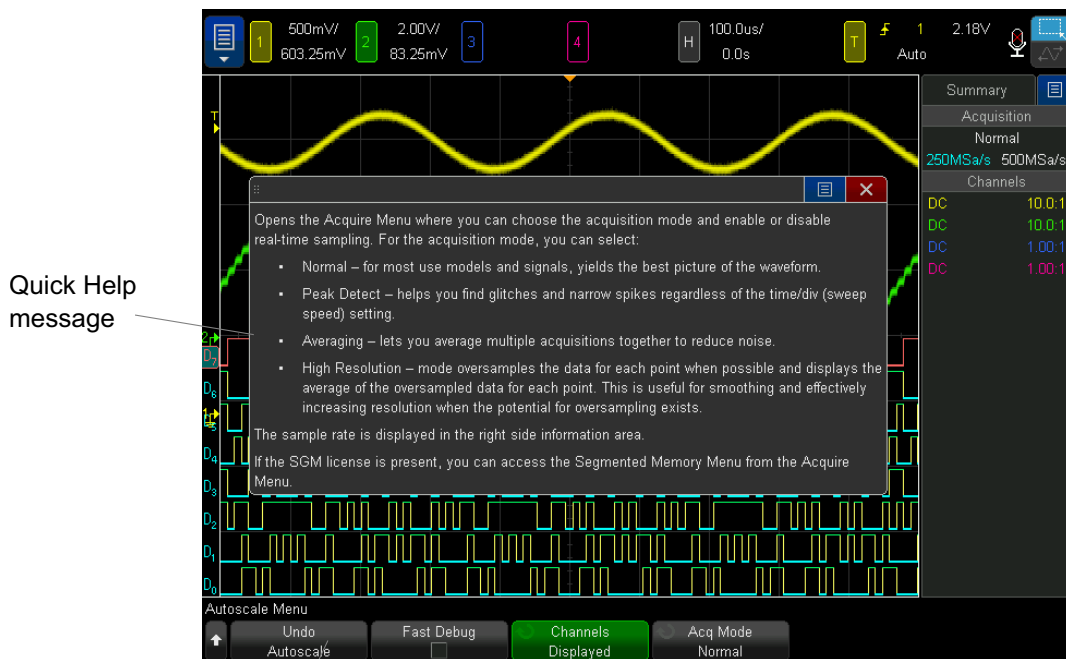 500mV/
603.25mV
1
2.00V/
83.25mV
2
3
4
H
100.0us/
0.0s
T
1
2.18V
Auto
Summary
Acquisition
Normal
250MSa/s 500MSa/s
Channels
DC 10.0:1
DC 10.0:1
DC 1.00:1
DC 1.00:1
T
Opens the Acquire Menu where you can choose the acquisition mode and enable or disable
real-time sampling. For the acquisition mode, you can select:
• Normal – for most use models and signals, yields the best picture of the waveform.
• Peak Detect – helps you find glitches and narrow spikes regardless of the time/div (sweep
speed) setting.
• Averaging – lets you average multiple acquisitions together to reduce noise.
• High Resolution – mode oversamples the data for each point when possible and displays the
average of the oversampled data for each point. This is useful for smoothing and effectively
increasing resolution when the potential for oversampling exists.
The sample rate is displayed in the right side information area.
If the SGM license is present, you can access the Segmented Memory Menu from the Acquire
Menu.
Quick Help
message
2
D7
D6
D4
D3
D2
D1
D0
Autoscale Menu
Undo
Autoscale
Fast Debug
Channels
Displayed
Acq Mode
Normal